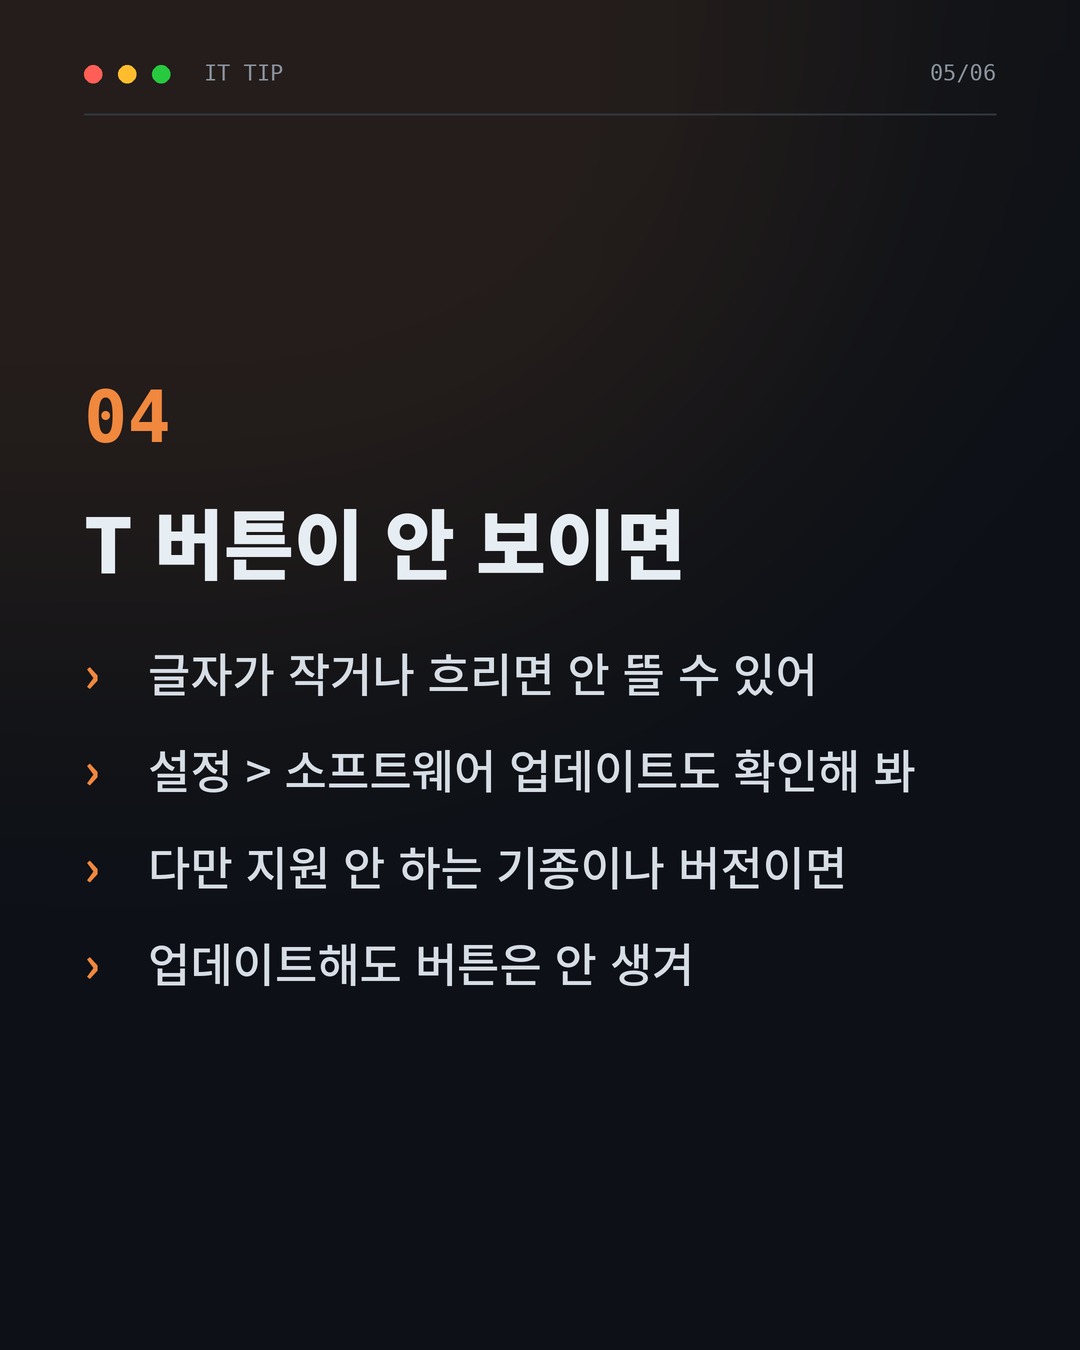 IT TIP
05/06
04
T 버튼이 안 보이면
› 글자가 작거나 흐리면 안 뜰 수 있어
› 설정 > 소프트웨어 업데이트도 확인해 봐
› 다만 지원 안 하는 기종이나 버전이면
› 업데이트해도 버튼은 안 생겨